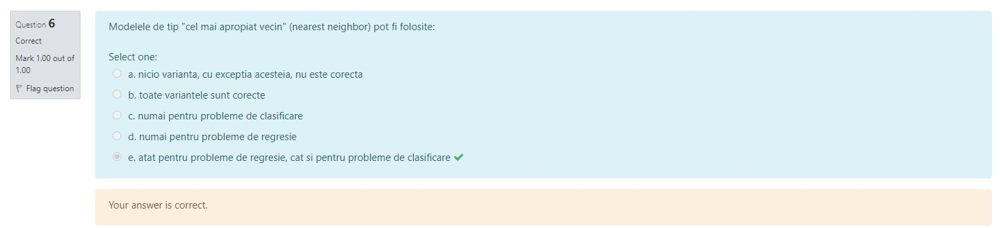 Question 6
Correct
Mark 1.00 out of
1.00
Flag question
Modelele de tip "cel mai apropiat vecin" (nearest neighbor) pot fi folosite:
Select one:
a. nicio varianta, cu exceptia acesteia, nu este corecta
b. toate variantele sunt corecte
c. numai pentru probleme de clasificare
d. numai pentru probleme de regresie
e. atat pentru probleme de regresie, cat si pentru probleme de clasificare
Your answer is correct.